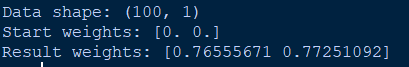 Data shape: (100, 1)
Start weights: [0. 0.]
Result weights: [0.76555671 0.77251092]